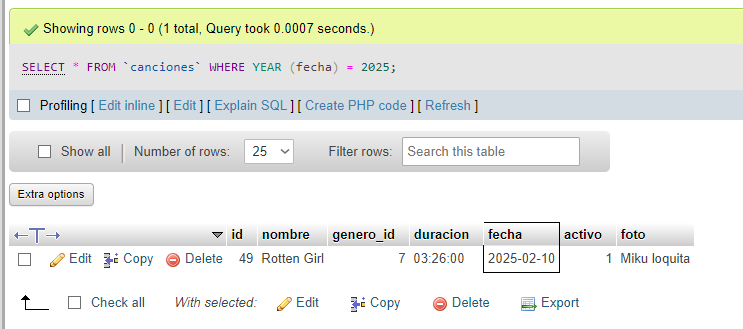 Showing rows 0 - 0 (1 total, Query took 0.0007 seconds.)
SELECT * FROM `canciones` WHERE YEAR (fecha) = 2025;
Profiling [ Edit inline ] [ Edit ] [ Explain SQL ] [ Create PHP code ] [ Refresh ]
Show all Number of rows: 25 Filter rows: Search this table
Extra options
id nombre genero_id duracion fecha activo foto
Edit Copy Delete 49 Rotten Girl 7 03:26:00 2025-02-10 1 Miku loquita
Check all With selected: Edit Copy Delete Export